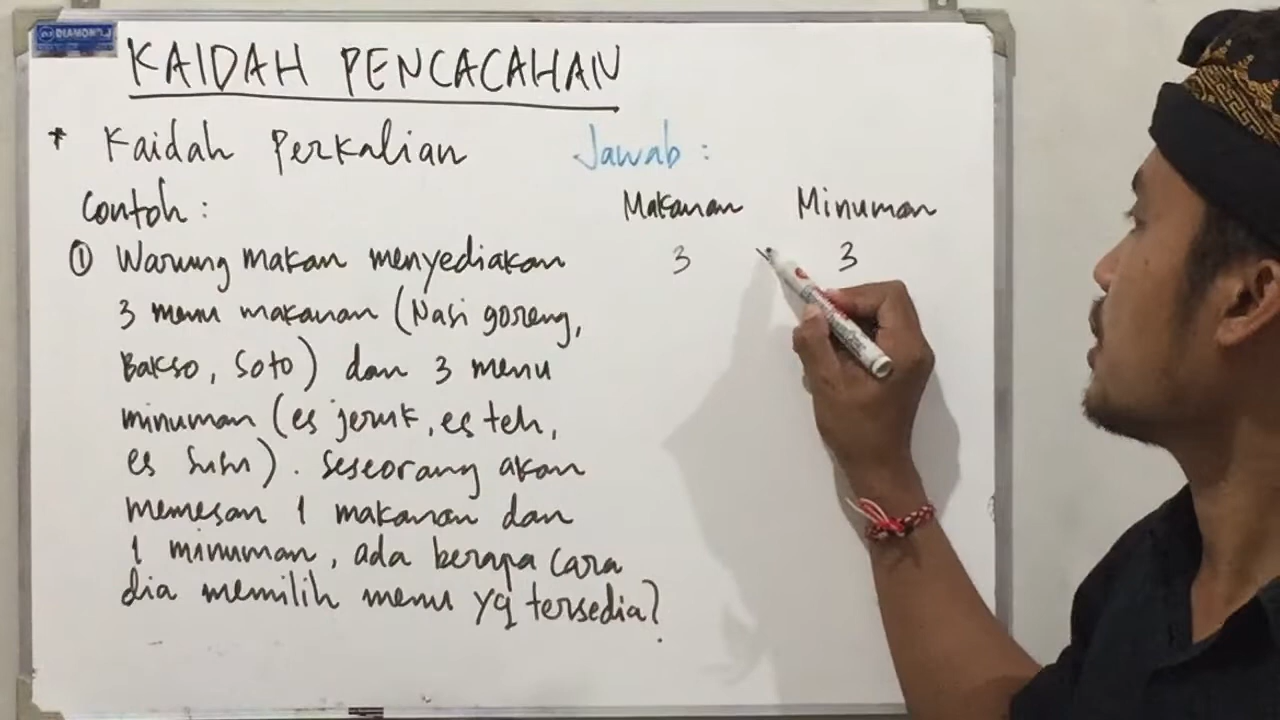 DIAMOND
KAIDAH PENCACAHAN
* Kaidah Perkalian
Contoh :
① Warung makan menyediakan
3 menu makanan (Nasi goreng,
Bakso, Soto) dan 3 menu
minuman (es jeruk, es teh,
es susu). seseorang akan
memesan 1 makanan dan
1 minuman, ada berapa cara
dia memilih menu yg tersedia?
Jawab :
Makanan Minuman
3 3